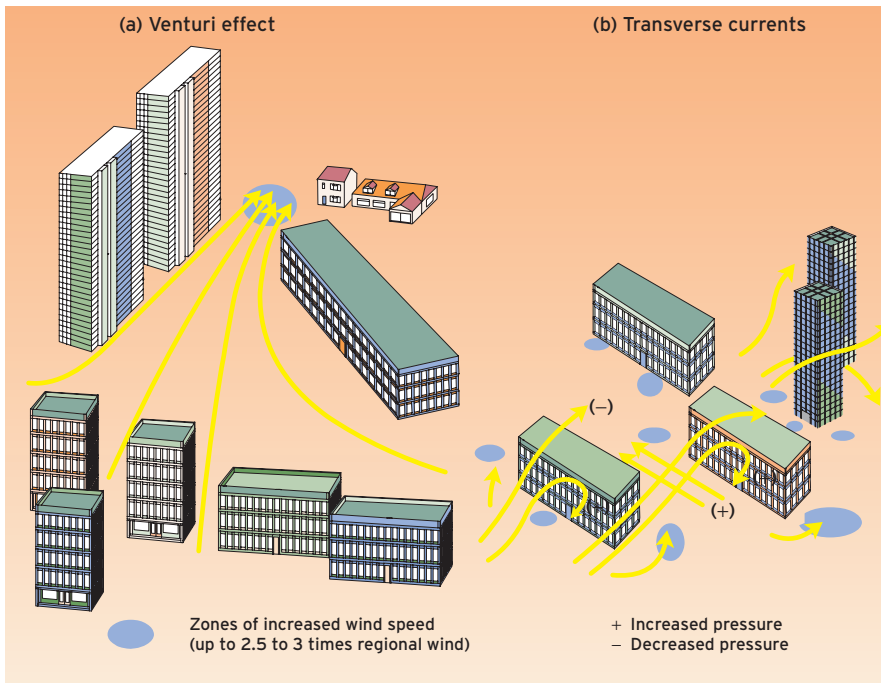 (a) Venturi effect
(b) Transverse currents
(−)
(+)
(+)
(+)
Zones of increased wind speed
(up to 2.5 to 3 times regional wind)
+ Increased pressure
− Decreased pressure